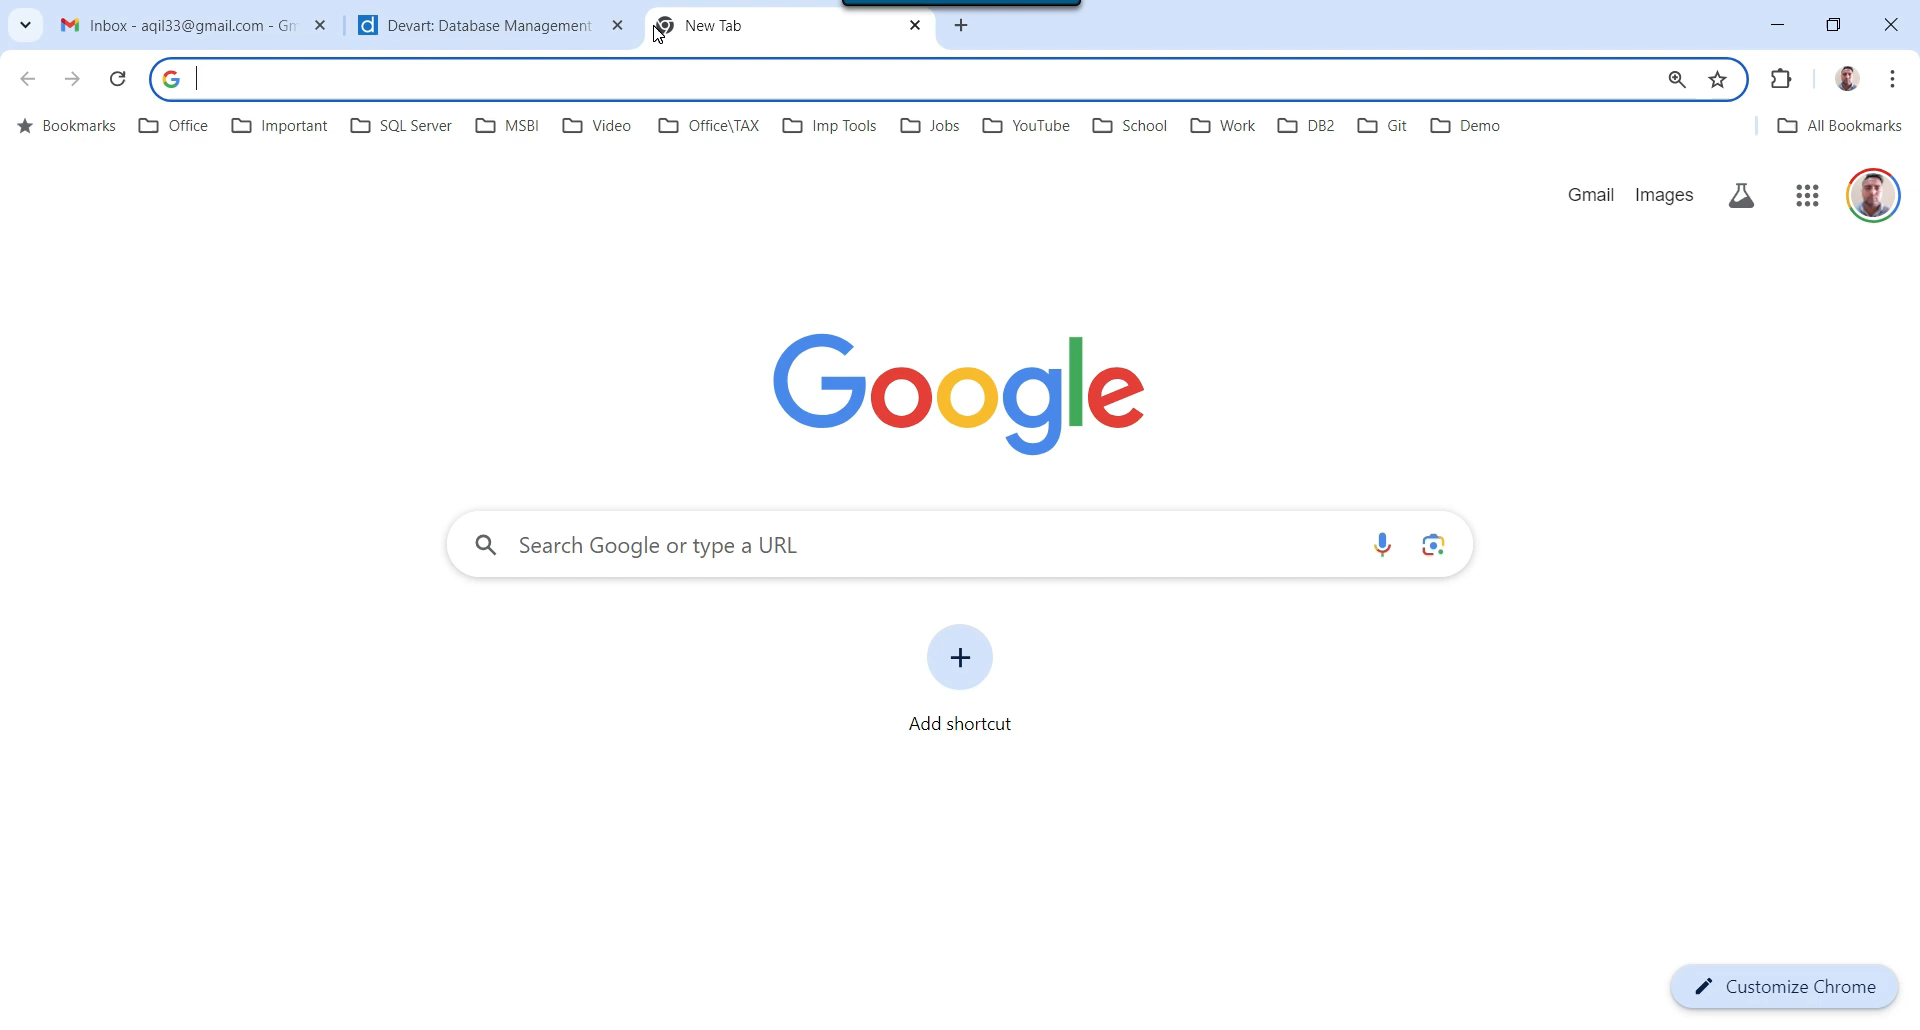 Inbox - aqil33@gmail.com - Gm
Devart: Database Management
New Tab
Bookmarks
Office
Important
SQL Server
MSBI
Video
Office\TAX
Imp Tools
Jobs
YouTube
School
Work
DB2
Git
Demo
All Bookmarks
Gmail
Images
Google
Search Google or type a URL
Add shortcut
Customize Chrome